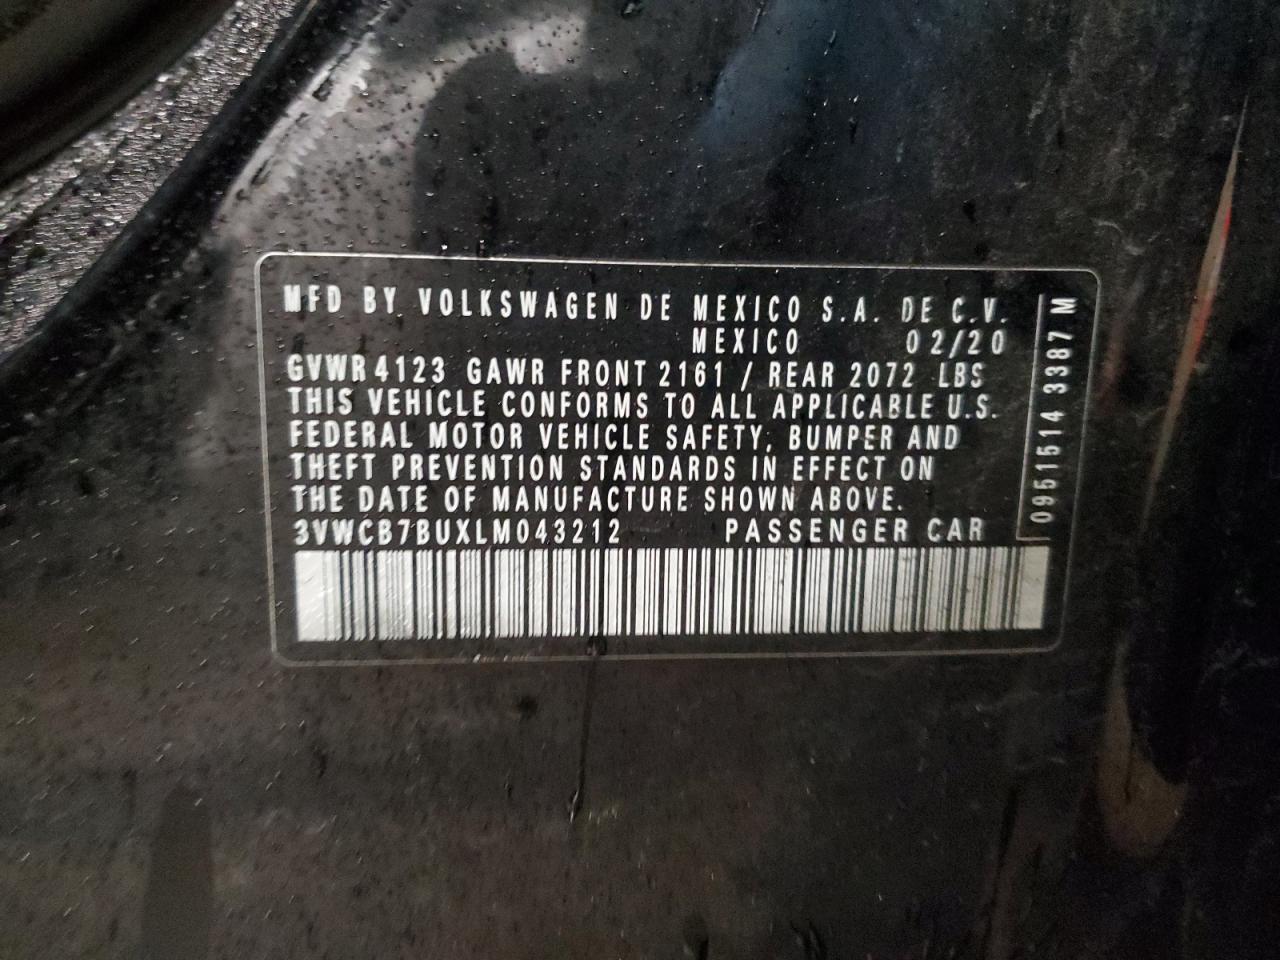 MFD BY VOLKSWAGEN DE MEXICO S.A. DE C.V.
MEXICO 02/20
GVWR 4123 GAWR FRONT 2161 / REAR 2072 LBS
THIS VEHICLE CONFORMS TO ALL APPLICABLE U.S.
FEDERAL MOTOR VEHICLE SAFETY, BUMPER AND
THEFT PREVENTION STANDARDS IN EFFECT ON
THE DATE OF MANUFACTURE SHOWN ABOVE.
3VWCB7BUXLM043212 PASSENGER CAR
0951514 3387 M